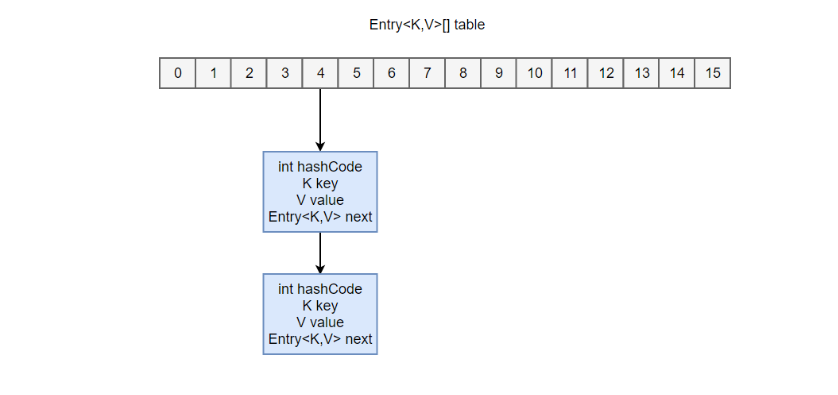 Entry<K,V>[] table
0 1 2 3 4 5 6 7 8 9 10 11 12 13 14 15
int hashCode
K key
V value
Entry<K,V> next
int hashCode
K key
V value
Entry<K,V> next